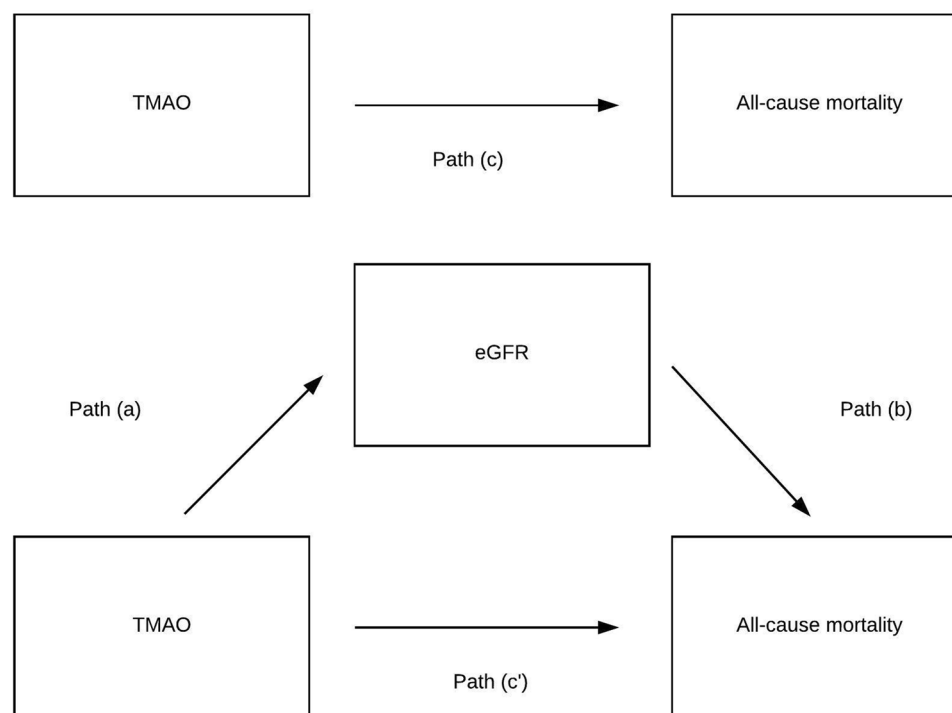 TMAO
All-cause mortality
Path (c)
eGFR
Path (a)
Path (b)
TMAO
All-cause mortality
Path (c')